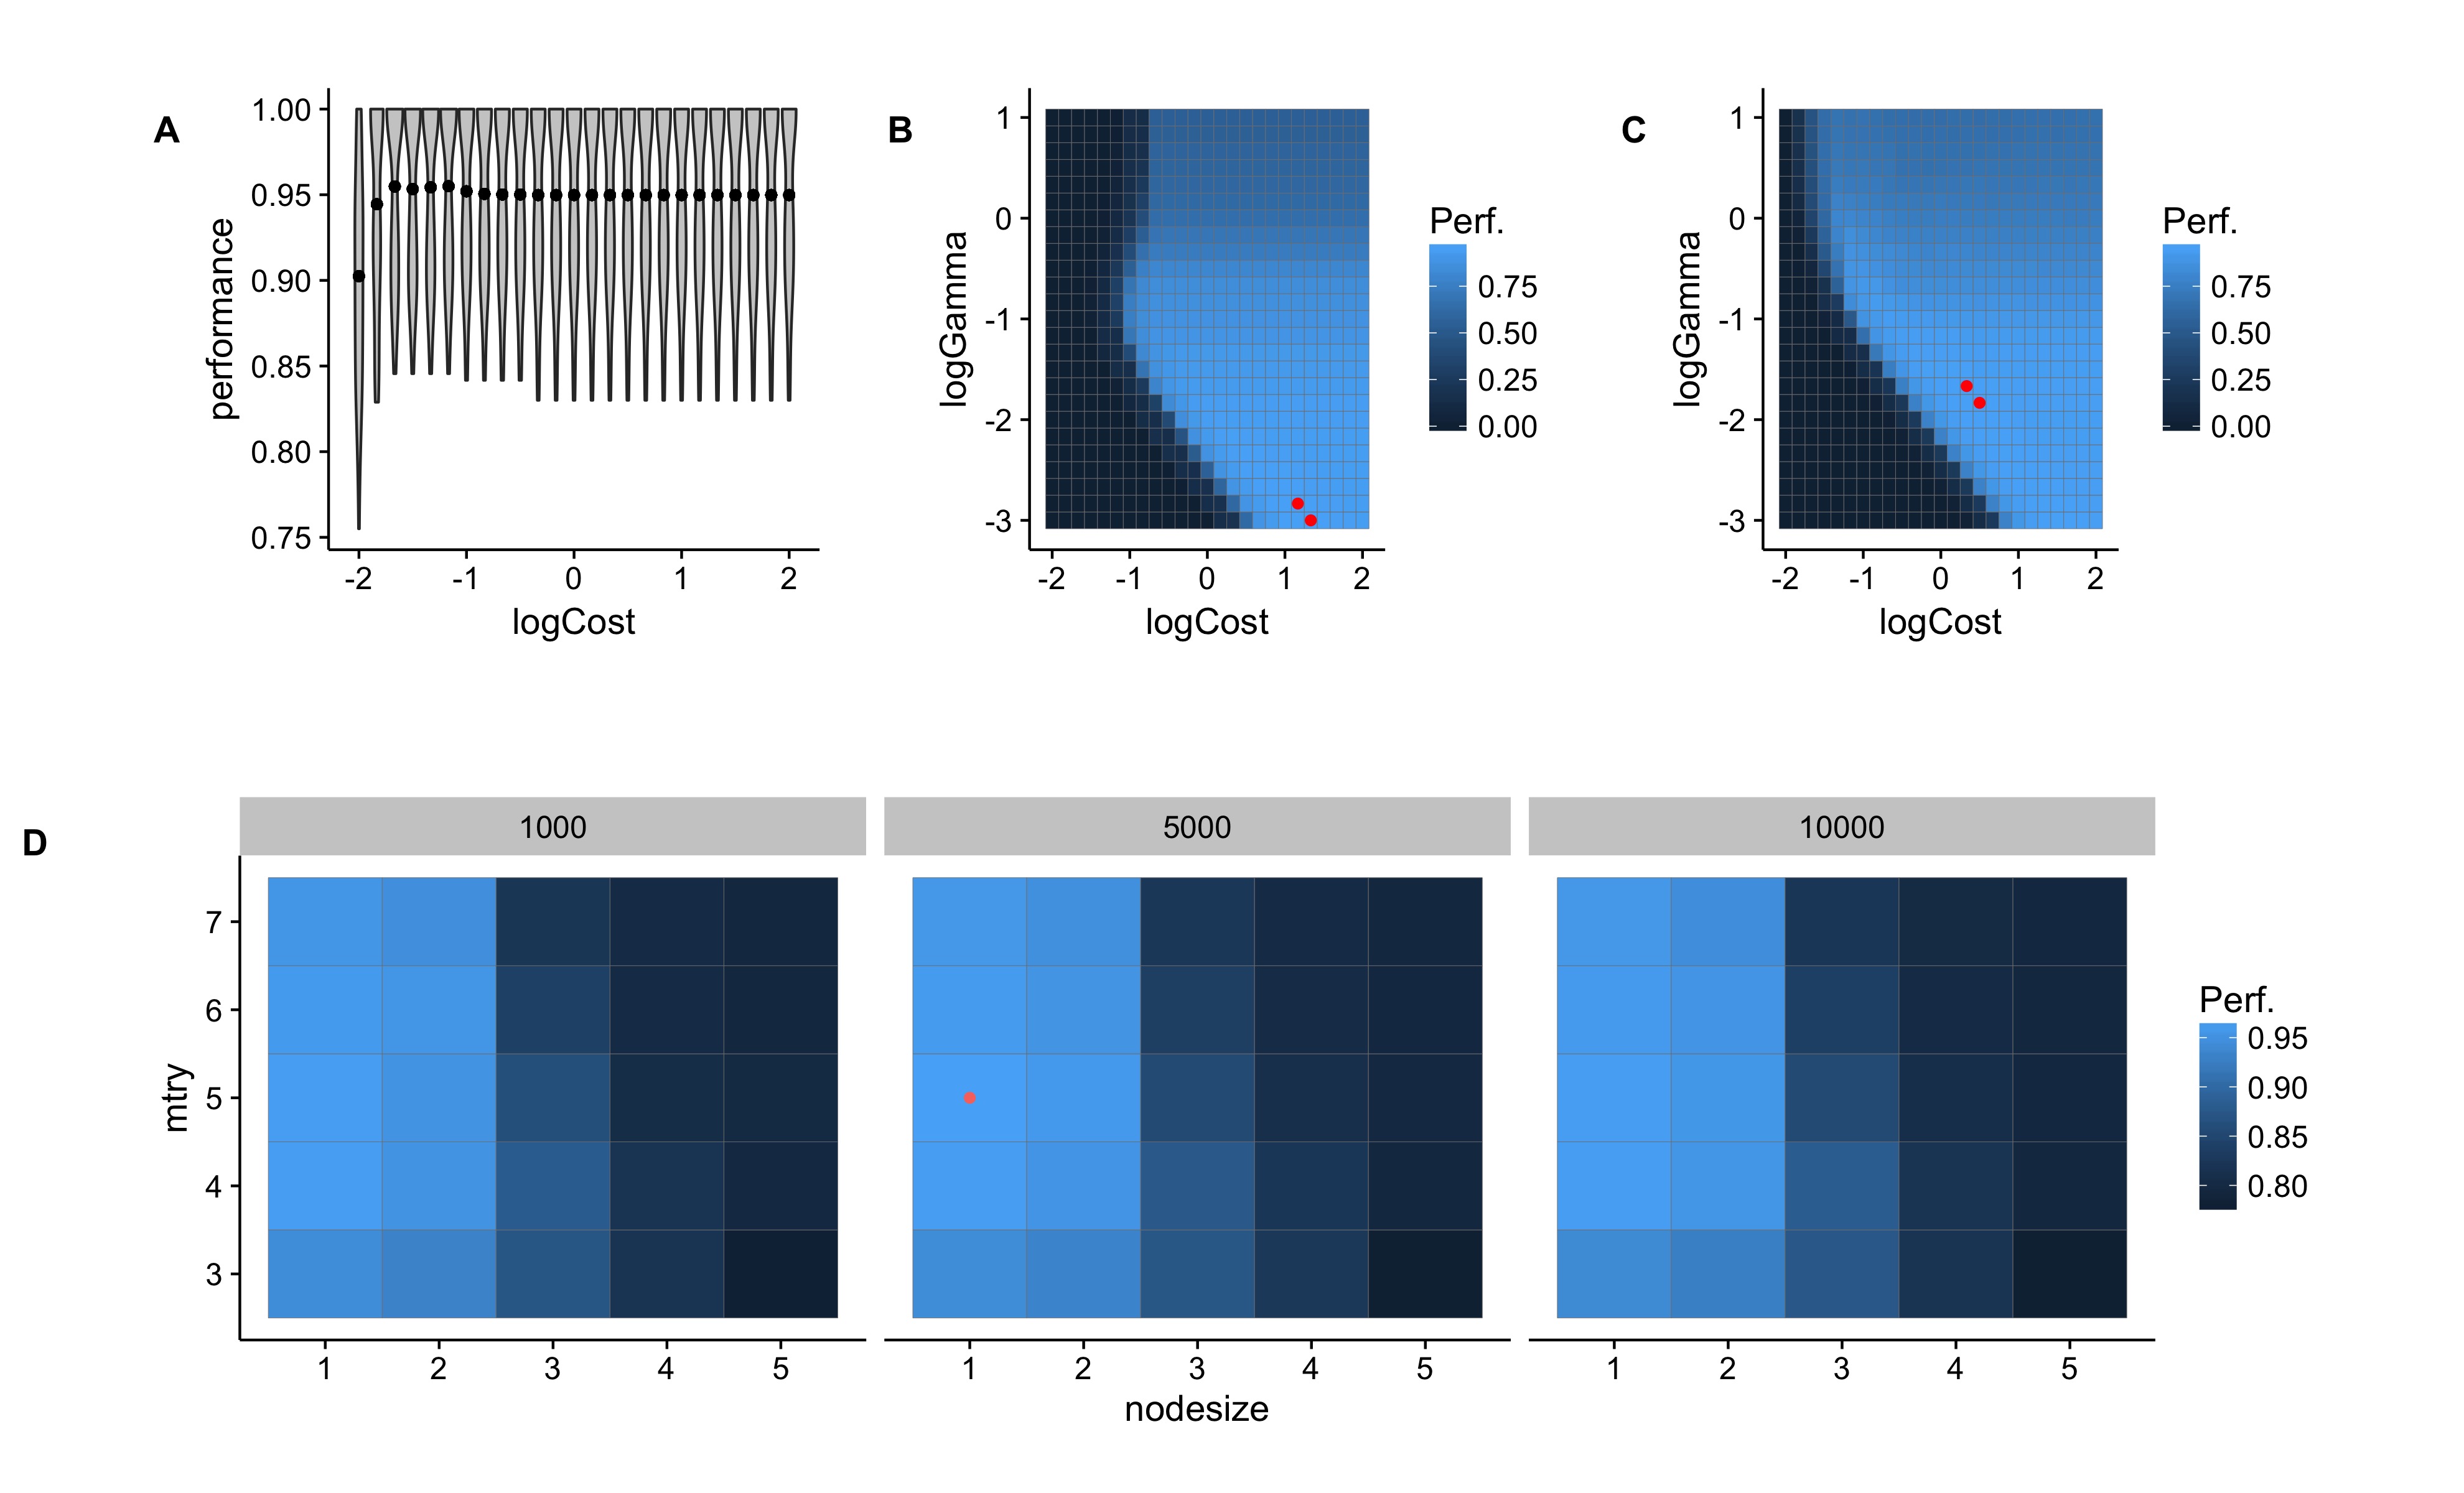 A
performance
1.00
0.95
0.90
0.85
0.80
0.75
-2 -1 0 1 2
logCost
B
logGamma
1
0
-1
-2
-3
-2 -1 0 1 2
logCost
Perf.
0.75
0.50
0.25
0.00
C
logGamma
1
0
-1
-2
-3
-2 -1 0 1 2
logCost
Perf.
0.75
0.50
0.25
0.00
D
1000 5000 10000
mtry
7
6
5
4
3
1 2 3 4 5 1 2 3 4 5 1 2 3 4 5
nodesize
Perf.
0.95
0.90
0.85
0.80